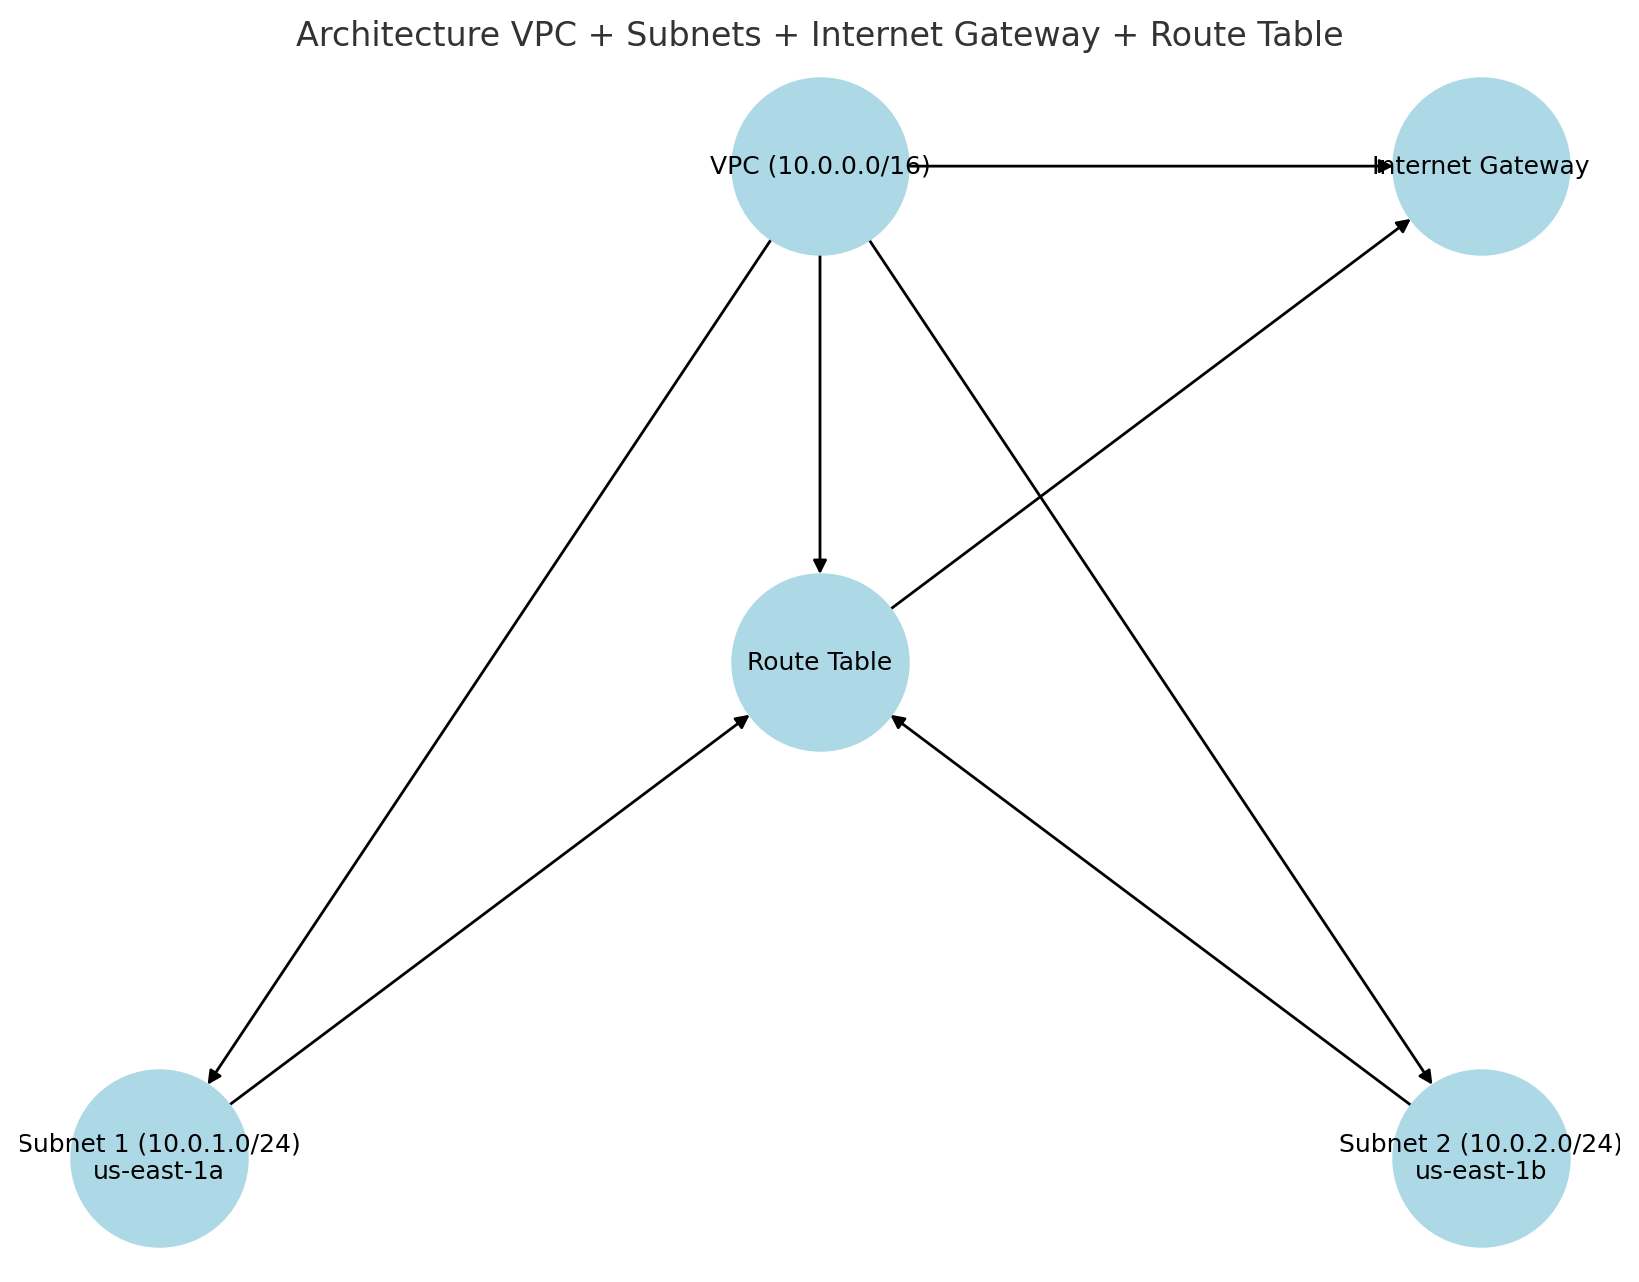 Architecture VPC + Subnets + Internet Gateway + Route Table
VPC (10.0.0.0/16)
Internet Gateway
Route Table
Subnet 1 (10.0.1.0/24)
us-east-1a
Subnet 2 (10.0.2.0/24)
us-east-1b